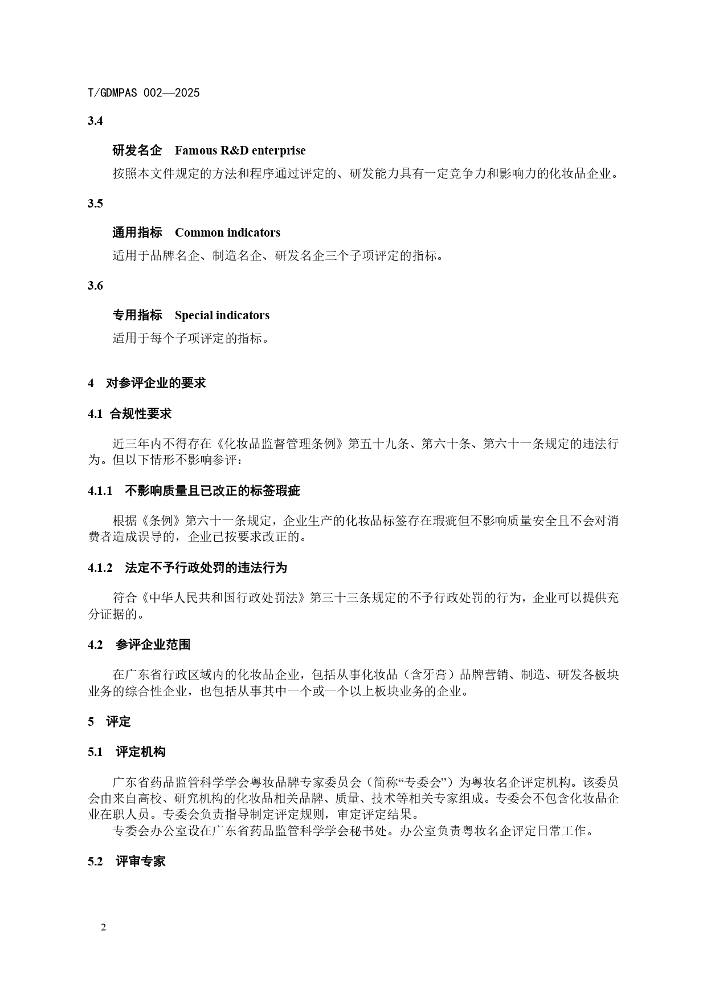 T/GDMPAS 002—2025
3.4
研发名企 Famous R&D enterprise
按照本文件规定的方法和程序通过评定的、研发能力具有一定竞争力和影响力的化妆品企业。
3.5
通用指标 Common indicators
适用于品牌名企、制造名企、研发名企三个子项评定的指标。
3.6
专用指标 Special indicators
适用于每个子项评定的指标。
4 对参评企业的要求
4.1 合规性要求
近三年内不得存在《化妆品监督管理条例》第五十九条、第六十条、第六十一条规定的违法行
为。但以下情形不影响参评：
4.1.1 不影响质量且已改正的标签瑕疵
根据《条例》第六十一条规定，企业生产的化妆品标签存在瑕疵但不影响质量安全且不会对消
费者造成误导的，企业已按要求改正的。
4.1.2 法定不予行政处罚的违法行为
符合《中华人民共和国行政处罚法》第三十三条规定的不予行政处罚的行为，企业可以提供充
分证据的。
4.2 参评企业范围
在广东省行政区域内的化妆品企业，包括从事化妆品（含牙膏）品牌营销、制造、研发各板块
业务的综合性企业，也包括从事其中一个或一个以上板块业务的企业。
5 评定
5.1 评定机构
广东省药品监管科学学会粤妆品牌专家委员会（简称“专委会”）为粤妆名企评定机构。该委员
会由来自高校、研究机构的化妆品相关品牌、质量、技术等相关专家组成。专委会不包含化妆品企
业在职人员。专委会负责指导制定评定规则，审定评定结果。
专委会办公室设在广东省药品监管科学学会秘书处。办公室负责粤妆名企评定日常工作。
5.2 评审专家
2